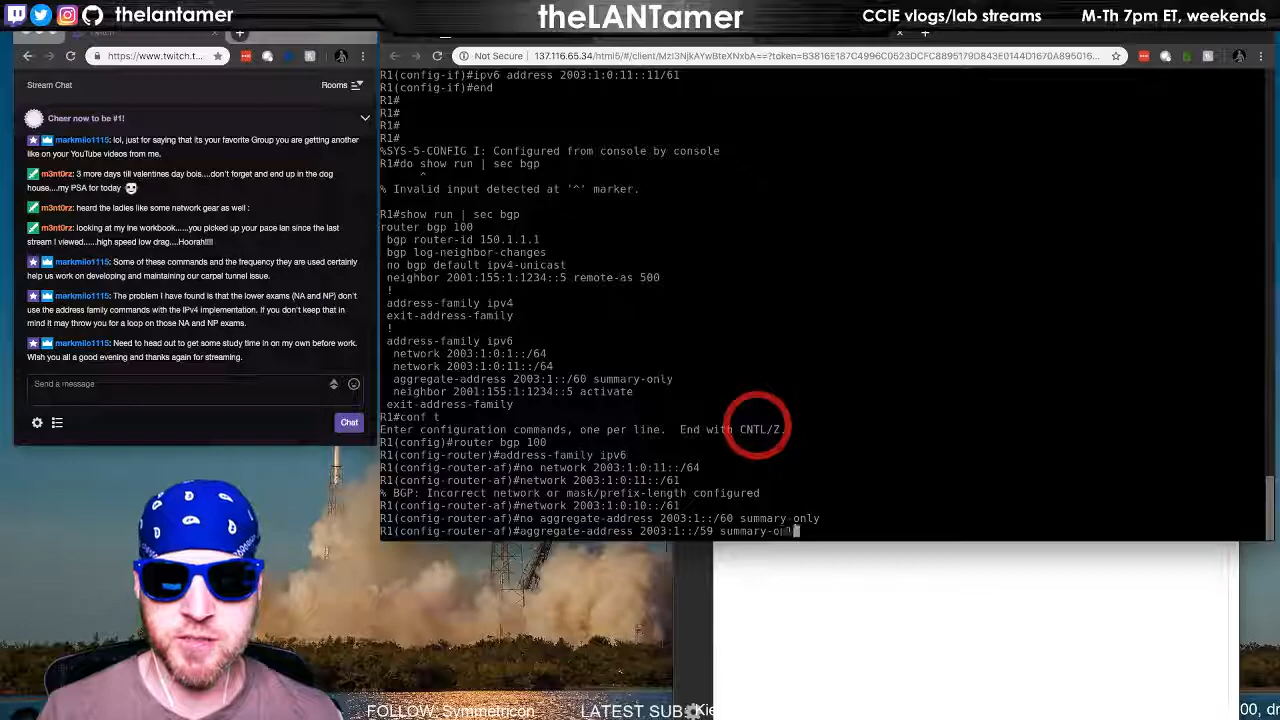 thelantamer
theLANTamer
CCIE vlogs/lab streams
M-Th 7pm ET, weekends
https://www.twitch.t...
Not Secure
137.116.65.34/html5/#/client/MzI3NjkAYwBteXNxbA==?token=B3816E187C4996C0523DCFC8895179D843E0144D1670A895016...
Stream Chat
Rooms
Cheer now to be #1!
markmilo1115: lol, just for saying that its your favorite Group you are getting another
like on your YouTube videos from me.
m3nt0rz: 3 more days till valentines day bois....don't forget and end up in the dog
house....my PSA for today
m3nt0rz: heard the ladies like some network gear as well :
m3nt0rz: looking at my ine workbook.....you picked up your pace lan since the last
stream I viewed......high speed low drag....Hoorah!!!!
markmilo1115: Some of these commands and the frequency they are used certainly
help us work on developing and maintaining our carpal tunnel issue.
markmilo1115: The problem I have found is that the lower exams (NA and NP) don't
use the address family commands with the IPv4 implementation. If you don't keep that in
mind it may throw you for a loop on those NA and NP exams.
markmilo1115: Need to head out to get some study time in on my own before work.
Wish you all a good evening and thanks again for streaming.
Send a message
Chat
R1(config-if)#ipv6 address 2003:1:0:11::11/61
R1(config-if)#end
R1#
R1#
R1#
R1#
%SYS-5-CONFIG_I: Configured from console by console
R1#do show run | sec bgp
^
% Invalid input detected at '^' marker.
R1#show run | sec bgp
router bgp 100
bgp router-id 150.1.1.1
bgp log-neighbor-changes
no bgp default ipv4-unicast
neighbor 2001:155:1:1234::5 remote-as 500
!
address-family ipv4
exit-address-family
!
address-family ipv6
network 2003:1:0:1::/64
network 2003:1:0:11::/64
aggregate-address 2003:1::/60 summary-only
neighbor 2001:155:1:1234::5 activate
exit-address-family
R1#conf t
Enter configuration commands, one per line.  End with CNTL/Z.
R1(config)#router bgp 100
R1(config-router)#address-family ipv6
R1(config-router-af)#no network 2003:1:0:11::/64
R1(config-router-af)#network 2003:1:0:11::/61
% BGP: Incorrect network or mask/prefix-length configured
R1(config-router-af)#network 2003:1:0:10::/61
R1(config-router-af)#no aggregate-address 2003:1::/60 summary-only
R1(config-router-af)#aggregate-address 2003:1::/59 summary-onl
FOLLOW: Symmetricon
LATEST SUB: